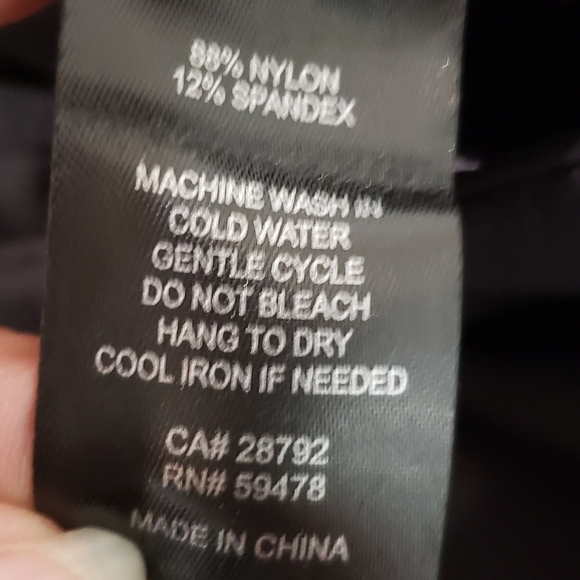 88% NYLON
12% SPANDEX
MACHINE WASH IN
COLD WATER
GENTLE CYCLE
DO NOT BLEACH
HANG TO DRY
COOL IRON IF NEEDED
CA# 28792
RN# 59478
MADE IN CHINA